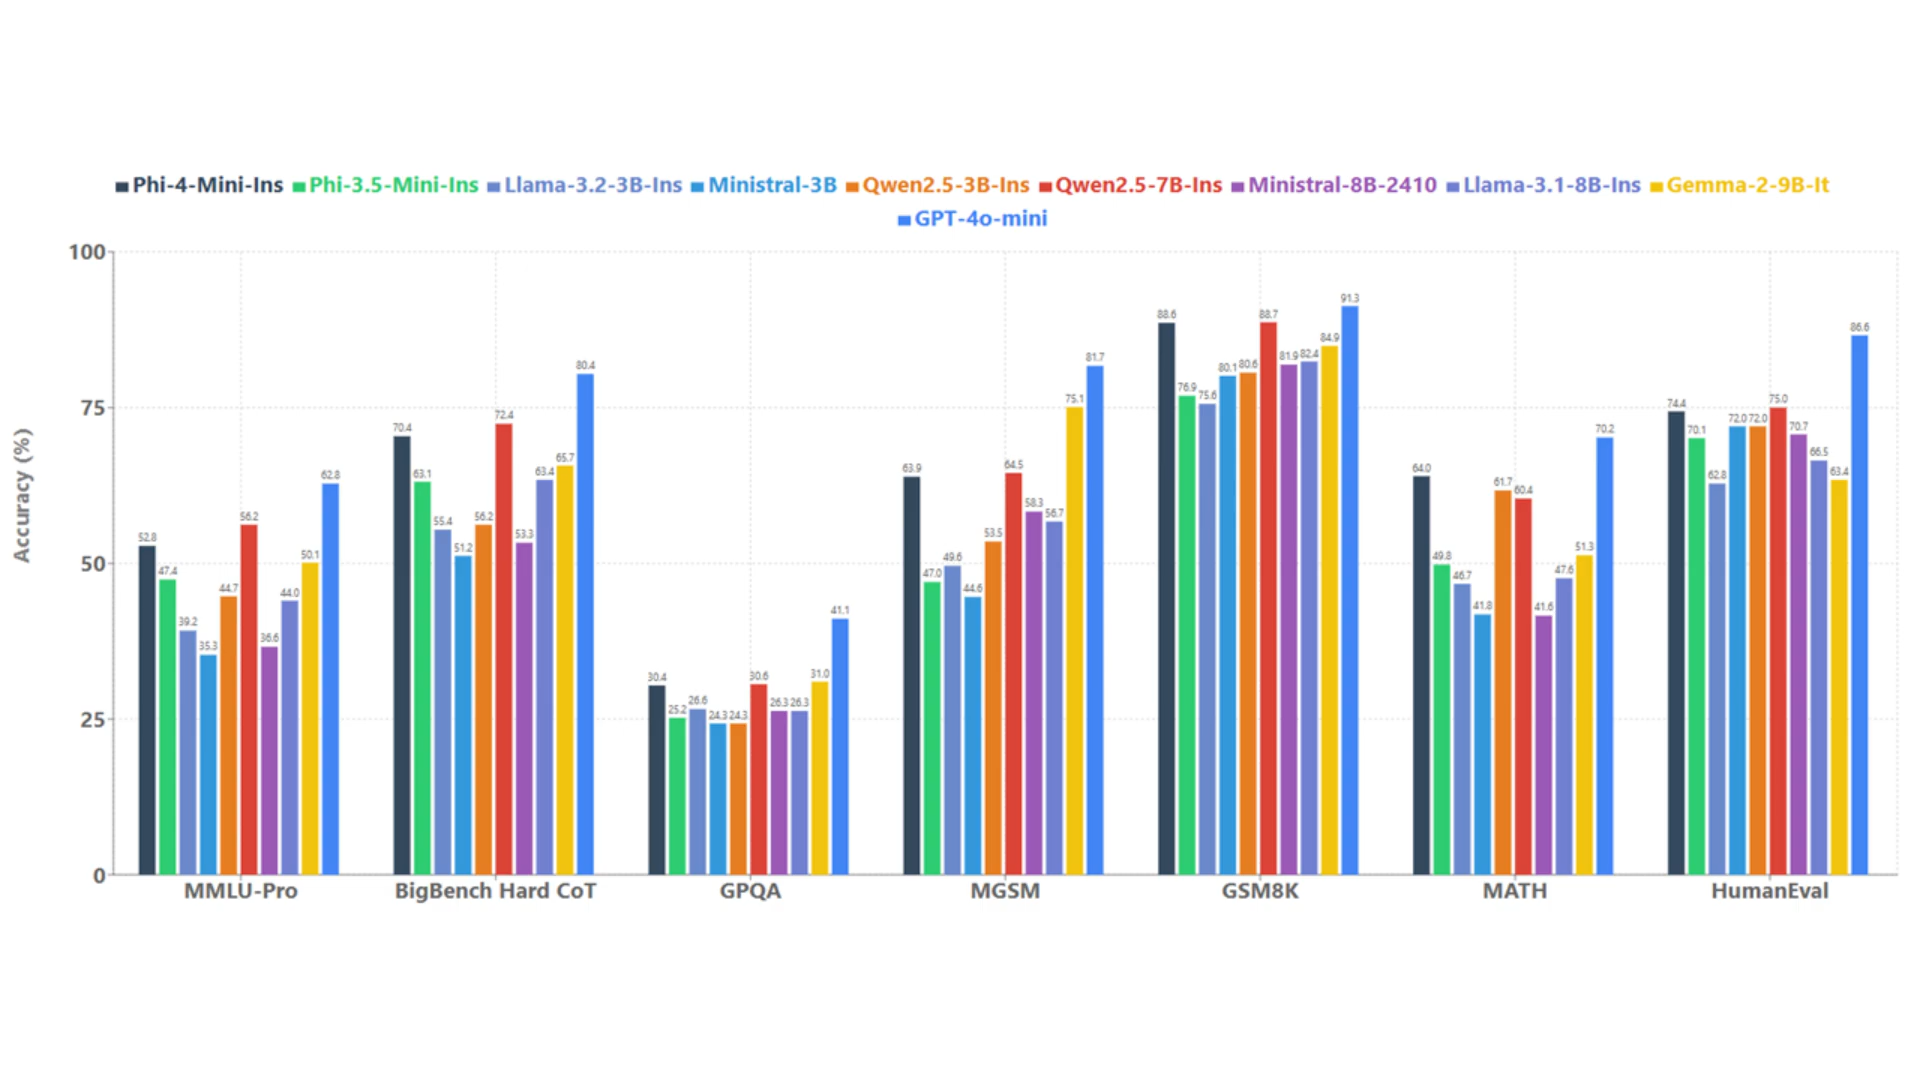 Phi-4-Mini-Ins Phi-3.5-Mini-Ins Llama-3.2-3B-Ins Ministral-3B Qwen2.5-3B-Ins Qwen2.5-7B-Ins Ministral-8B-2410 Llama-3.1-8B-Ins Gemma-2-9B-It
GPT-4o-mini
Accuracy (%)
100
75
50
25
0
52.8 47.4 39.2 35.3 44.7 56.2 36.6 44.0 50.1 62.8
70.4 63.1 55.4 51.2 56.2 72.4 53.3 63.4 65.7 80.4
30.4 25.2 26.6 24.3 24.3 30.6 26.3 26.3 31.0 41.1
63.9 47.0 49.6 44.6 53.5 64.5 58.3 56.7 75.1 81.7
88.6 76.9 75.6 80.1 80.6 88.7 81.9 82.4 84.9 91.3
64.0 49.8 46.7 41.8 61.7 60.4 41.6 47.6 51.3 70.2
74.4 70.1 62.8 72.0 72.0 75.0 70.7 66.5 63.4 86.6
MMLU-Pro BigBench Hard CoT GPQA MGSM GSM8K MATH HumanEval